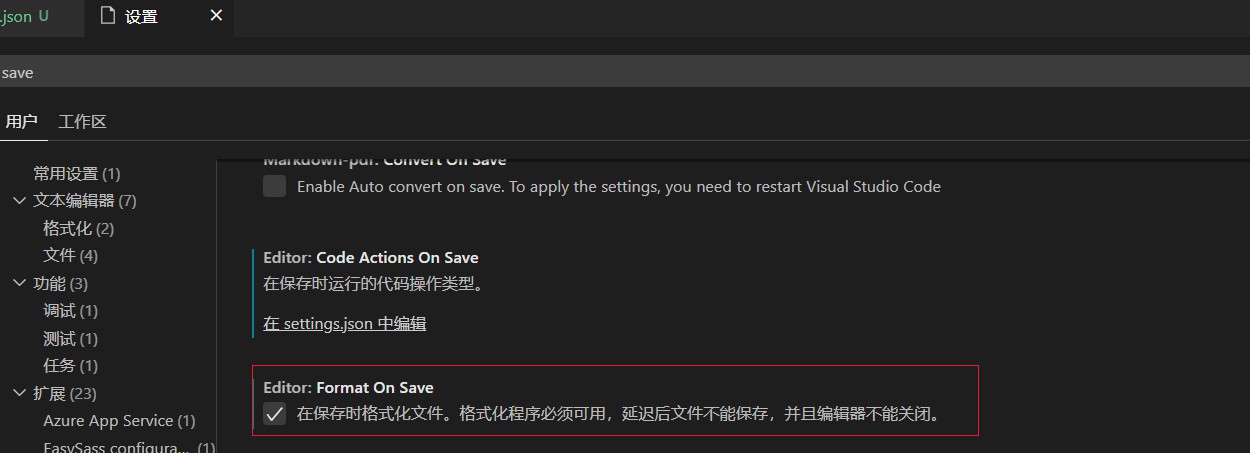 .json U
设置
save
用户 工作区
常用设置 (1)
文本编辑器 (7)
格式化 (2)
文件 (4)
功能 (3)
调试 (1)
测试 (1)
任务 (1)
扩展 (23)
Azure App Service (1)
EasySass configura... (1)
Markdown-pdf: Convert On Save
Enable Auto convert on save. To apply the settings, you need to restart Visual Studio Code
Editor: Code Actions On Save
在保存时运行的代码操作类型。
在 settings.json 中编辑
Editor: Format On Save
在保存时格式化文件。格式化程序必须可用，延迟后文件不能保存，并且编辑器不能关闭。